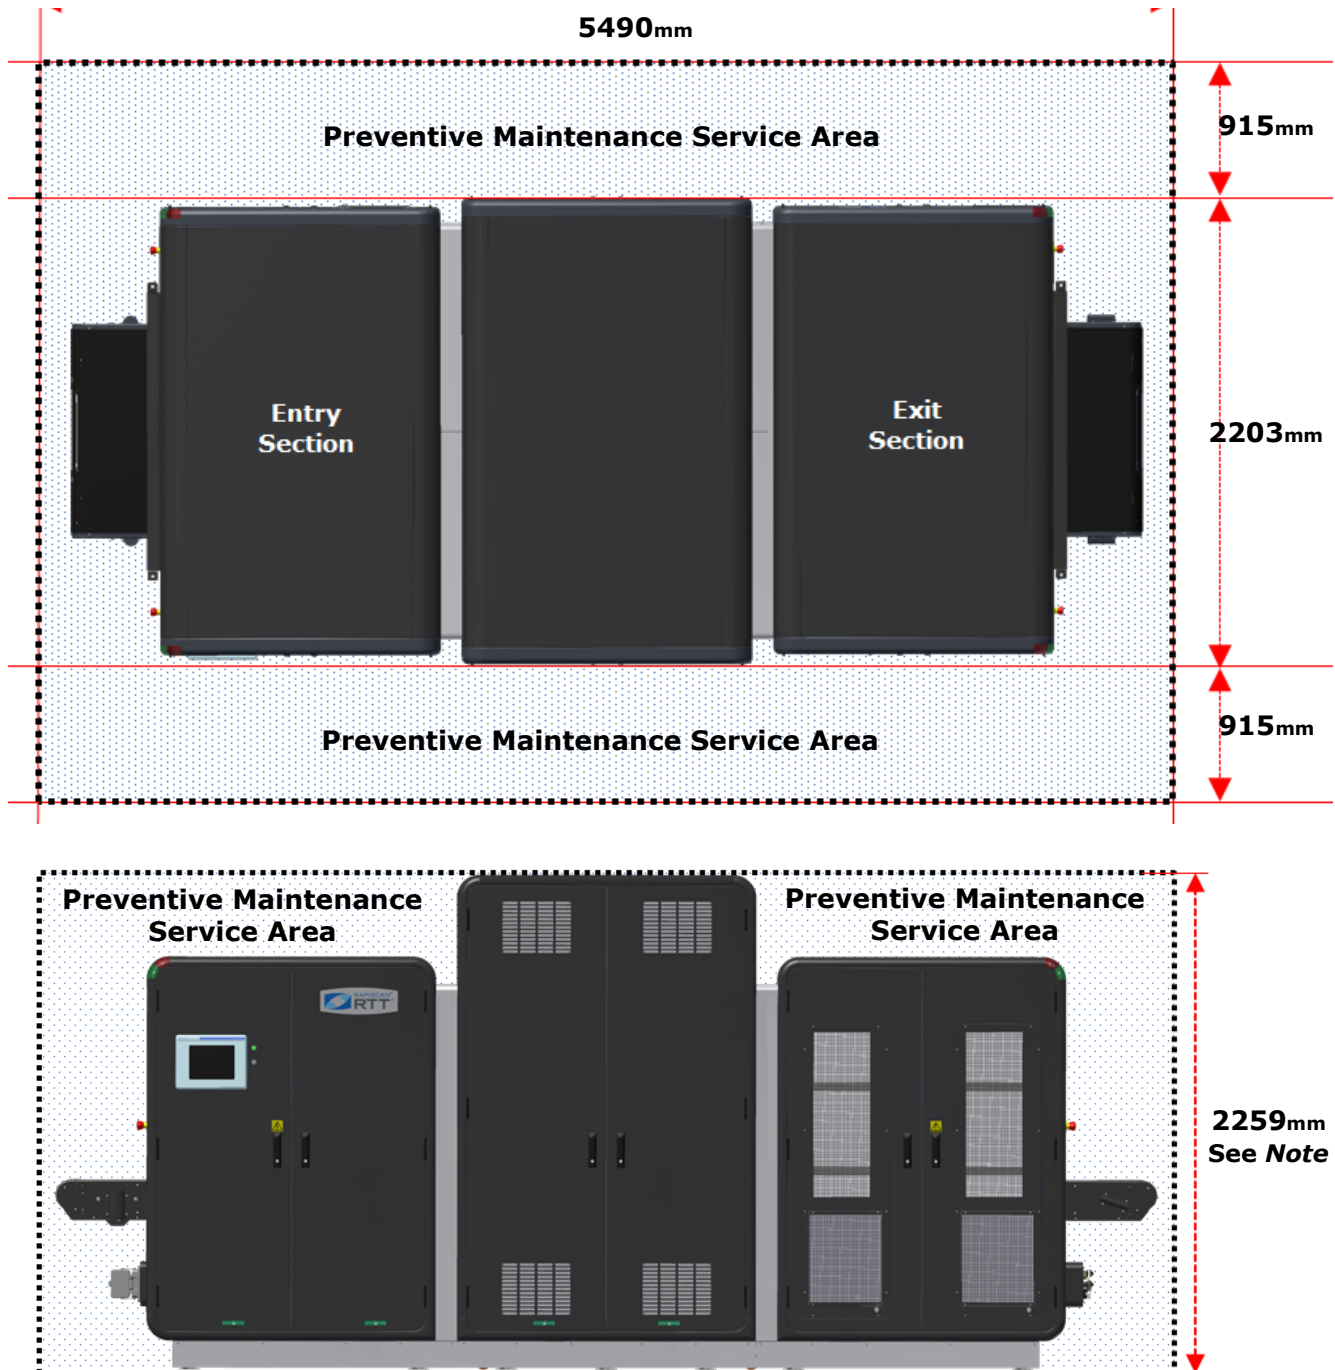 5490mm
Preventive Maintenance Service Area
915mm
Entry
Section
Exit
Section
2203mm
Preventive Maintenance Service Area
915mm
Preventive Maintenance
Service Area
Preventive Maintenance
Service Area
RAPISCAN
RTT
2259mm
See Note